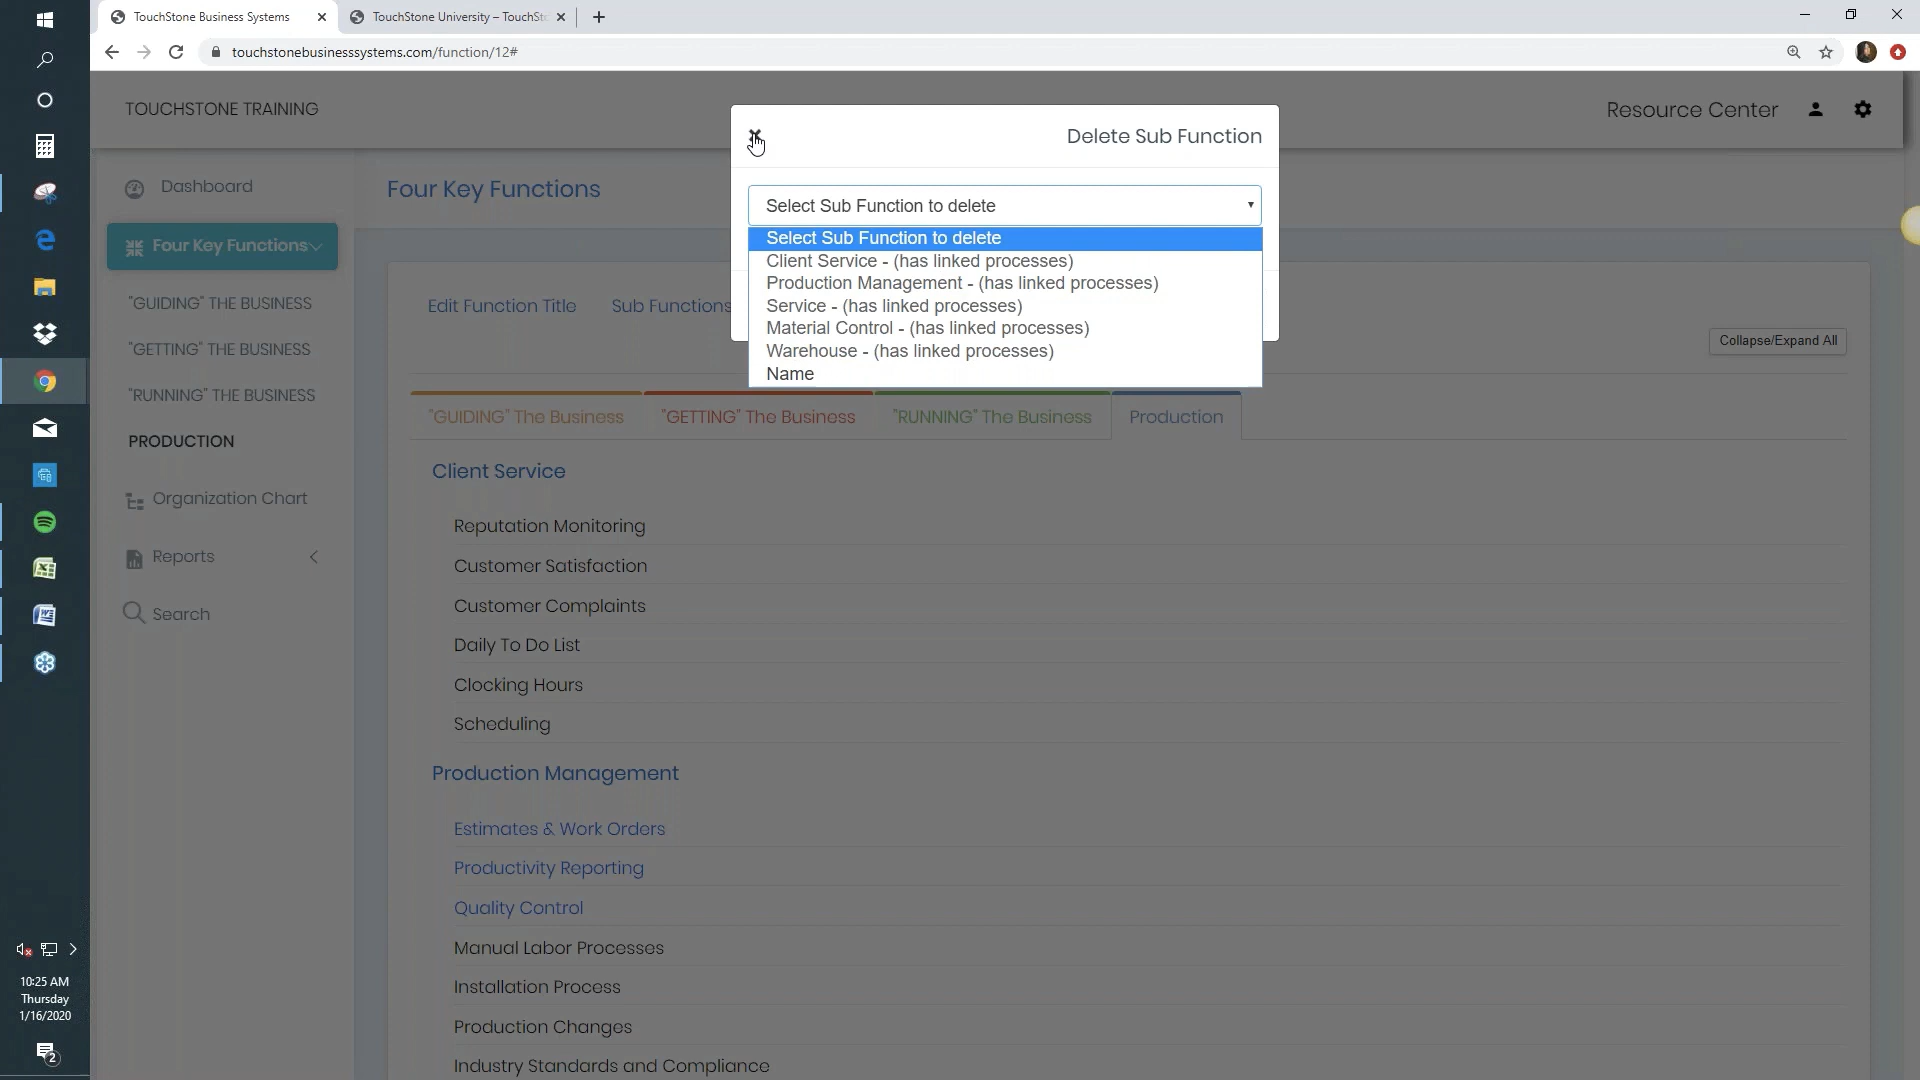 TouchStone Business Systems
TouchStone University – TouchSt
touchstonebusinesssystems.com/function/12#
TOUCHSTONE TRAINING
Resource Center
Delete Sub Function
Dashboard
Four Key Functions
Four Key Functions
"GUIDING" THE BUSINESS
"GETTING" THE BUSINESS
"RUNNING" THE BUSINESS
PRODUCTION
Organization Chart
Reports
Search
Select Sub Function to delete
Select Sub Function to delete
Client Service - (has linked processes)
Production Management - (has linked processes)
Service - (has linked processes)
Material Control - (has linked processes)
Warehouse - (has linked processes)
Name
Edit Function Title
Sub Functions
Collapse/Expand All
"GUIDING" The Business
"GETTING" The Business
"RUNNING" The Business
Production
Client Service
Reputation Monitoring
Customer Satisfaction
Customer Complaints
Daily To Do List
Clocking Hours
Scheduling
Production Management
Estimates & Work Orders
Productivity Reporting
Quality Control
Manual Labor Processes
Installation Process
Production Changes
Industry Standards and Compliance
10:25 AM
Thursday
1/16/2020
2